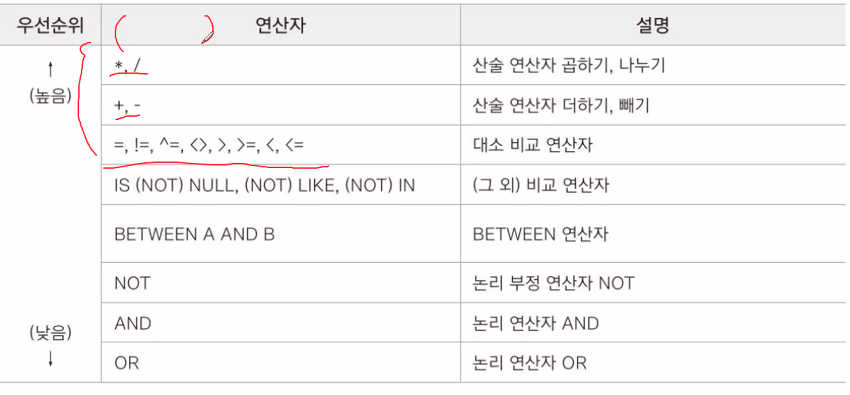 우선순위 ( ) 연산자 설명
↑ *, / 산술 연산자 곱하기, 나누기
(높음) +, - 산술 연산자 더하기, 빼기
=, !=, ^=, <>, >, >=, <, <= 대소 비교 연산자
IS (NOT) NULL, (NOT) LIKE, (NOT) IN (그 외) 비교 연산자
BETWEEN A AND B BETWEEN 연산자
NOT 논리 부정 연산자 NOT
(낮음) AND 논리 연산자 AND
↓ OR 논리 연산자 OR